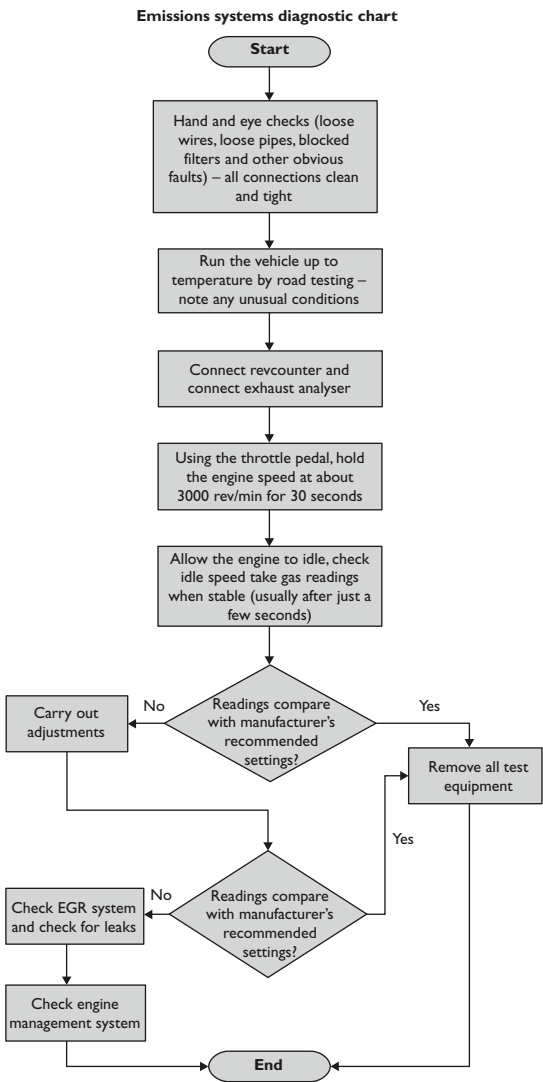 Emissions systems diagnostic chart
Start
Hand and eye checks (loose
wires, loose pipes, blocked
filters and other obvious
faults) – all connections clean
and tight
Run the vehicle up to
temperature by road testing –
note any unusual conditions
Connect revcounter and
connect exhaust analyser
Using the throttle pedal, hold
the engine speed at about
3000 rev/min for 30 seconds
Allow the engine to idle, check
idle speed take gas readings
when stable (usually after just a
few seconds)
Readings compare
with manufacturer's
recommended
settings?
No
Yes
Carry out
adjustments
Remove all test
equipment
Readings compare
with manufacturer's
recommended
settings?
No
Yes
Check EGR system
and check for leaks
Check engine
management system
End